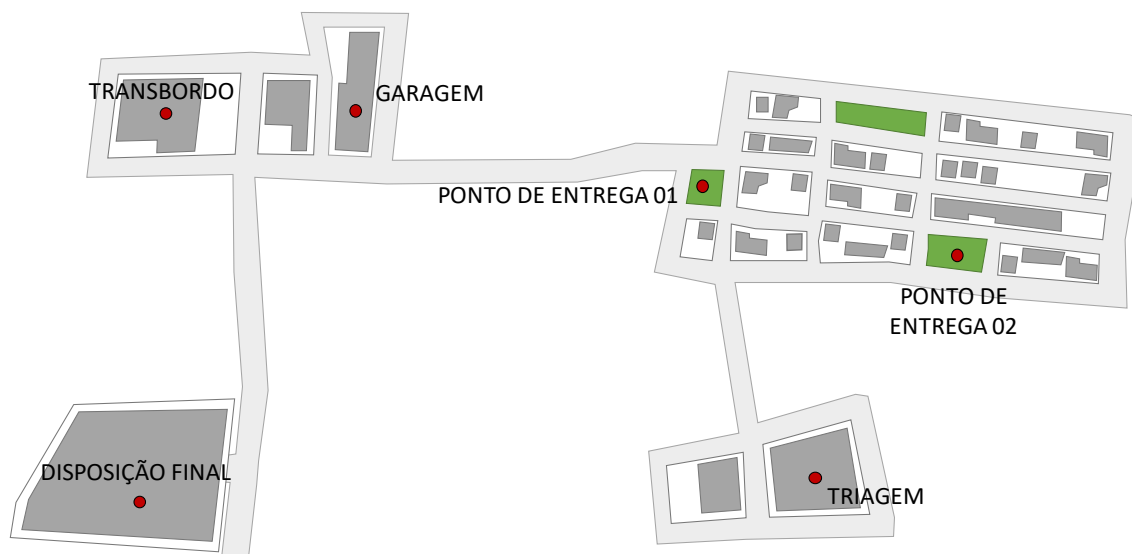 TRANSBORDO
GARAGEM
PONTO DE ENTREGA 01
PONTO DE
ENTREGA 02
DISPOSIÇÃO FINAL
TRIAGEM